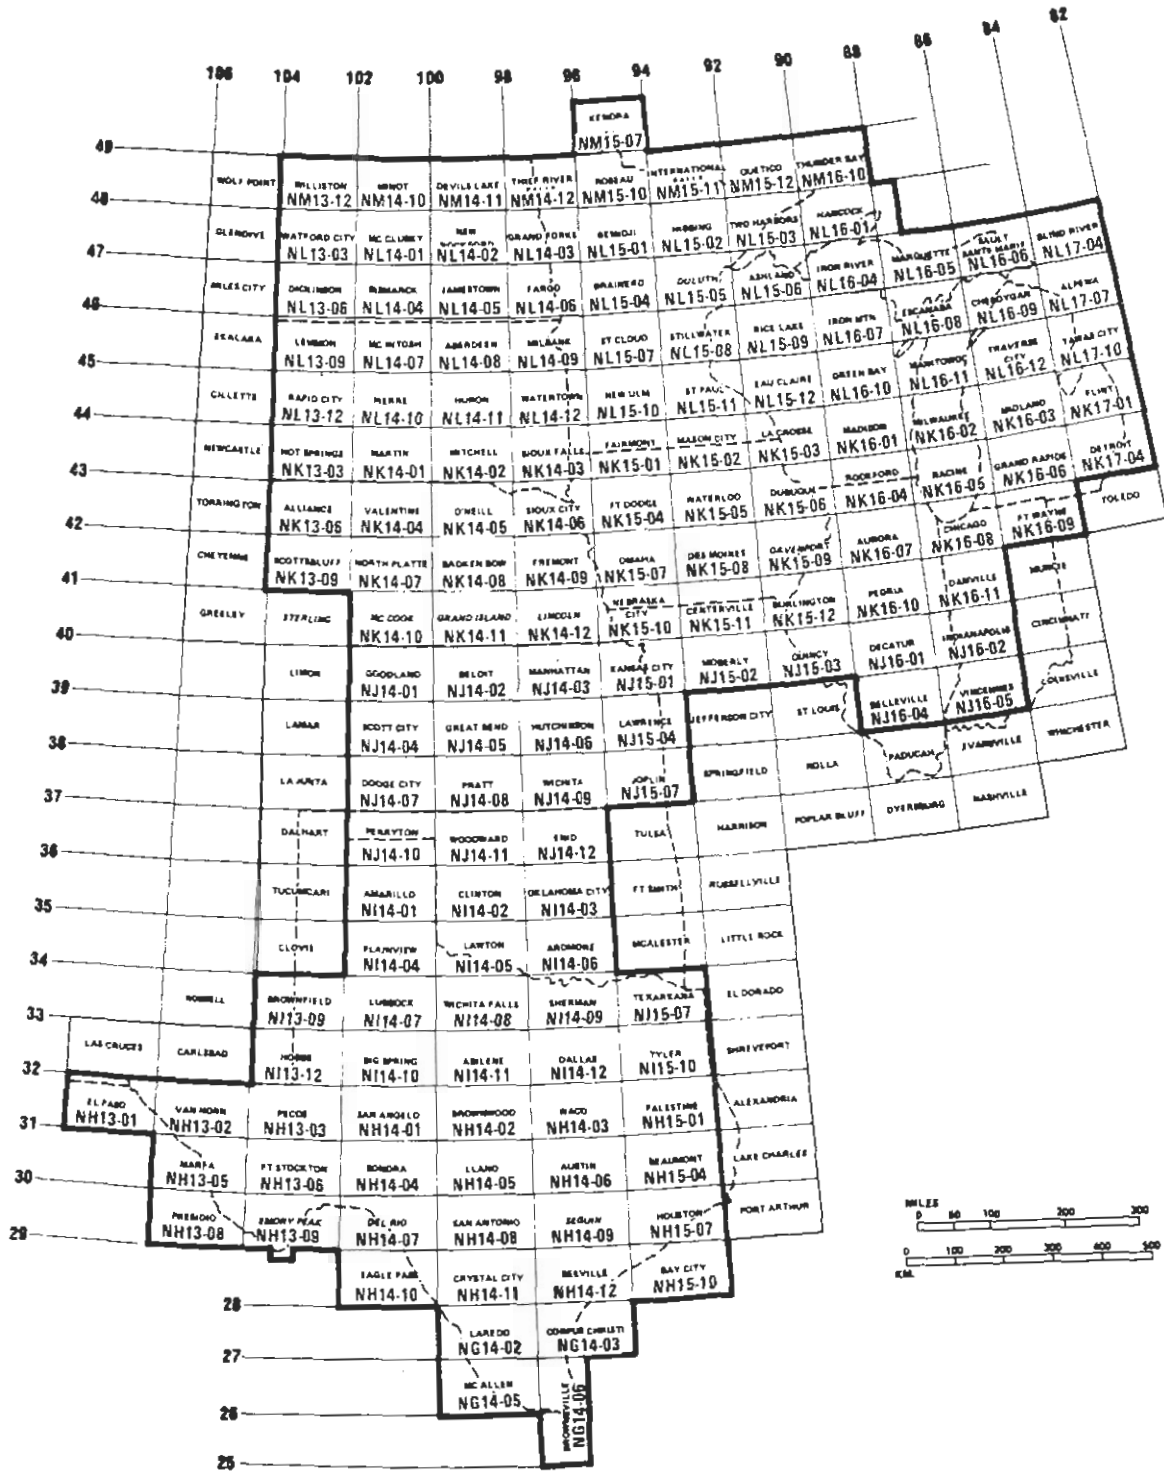 106 104 102 100 98 96 94 92 90 88 86 84 82
KENORA
NM15-07
49
WOLF POINT WILLISTON MINOT DEVILS LAKE THIEF RIVER FALLS ROSEAU INTERNATIONAL FALLS QUETICO THUNDER BAY
NM13-12 NM14-10 NM14-11 NM14-12 NM15-10 NM15-11 NM15-12 NM16-10
48
GLENDIVE WATFORD CITY MC CLUSKY NEW ROCKFORD GRAND FORKS BEMIDJI HIBBING TWO HARBORS HANCOCK
NL13-03 NL14-01 NL14-02 NL14-03 NL15-01 NL15-02 NL15-03 NL16-01
47
MILES CITY DICKINSON BISMARCK JAMESTOWN FARGO BRAINERD DULUTH ASHLAND IRON RIVER MARQUETTE SAULT SAINTE MARIE BLIND RIVER
NL13-06 NL14-04 NL14-05 NL14-06 NL15-04 NL15-05 NL15-06 NL16-04 NL16-05 NL16-06 NL17-04
46
EKALAKA LEMMON MC INTOSH ABERDEEN MILBANK ST CLOUD STILLWATER RICE LAKE IRON MTN ESCANABA CHEBOYGAN ALPENA
NL13-09 NL14-07 NL14-08 NL14-09 NL15-07 NL15-08 NL15-09 NL16-07 NL16-08 NL16-09 NL17-07
45
GILLETTE RAPID CITY PIERRE HURON WATERTOWN NEW ULM ST PAUL EAU CLAIRE GREEN BAY MANITOWOC TRAVERSE CITY TAWAS CITY
NL13-12 NL14-10 NL14-11 NL14-12 NL15-10 NL15-11 NL15-12 NL16-10 NL16-11 NL16-12 NL17-10
44
NEWCASTLE HOT SPRINGS MARTIN MITCHELL SIOUX FALLS FAIRMONT MASON CITY LA CROSSE MADISON MILWAUKEE MIDLAND FLINT
NK13-03 NK14-01 NK14-02 NK14-03 NK15-01 NK15-02 NK15-03 NK16-01 NK16-02 NK16-03 NK17-01
43
TORRINGTON ALLIANCE VALENTINE O'NEILL SIOUX CITY FT DODGE WATERLOO DUBUQUE ROCKFORD RACINE GRAND RAPIDS DETROIT
NK13-06 NK14-04 NK14-05 NK14-06 NK15-04 NK15-05 NK15-06 NK16-04 NK16-05 NK16-06 NK17-04
42
CHEYENNE SCOTTSBLUFF NORTH PLATTE BROKEN BOW FREMONT OMAHA DES MOINES DAVENPORT AURORA CHICAGO FT WAYNE TOLEDO
NK13-09 NK14-07 NK14-08 NK14-09 NK15-07 NK15-08 NK15-09 NK16-07 NK16-08 NK16-09
41
GREELEY STERLING MC COOK GRAND ISLAND LINCOLN NEBRASKA CITY CENTERVILLE BURLINGTON PEORIA DANVILLE MUNCIE
NK14-10 NK14-11 NK14-12 NK15-10 NK15-11 NK15-12 NK16-10 NK16-11
40
LIMON GOODLAND BELOIT MANHATTAN KANSAS CITY MOBERLY QUINCY DECATUR INDIANAPOLIS CINCINNATI
NJ14-01 NJ14-02 NJ14-03 NJ15-01 NJ15-02 NJ15-03 NJ16-01 NJ16-02
39
LAMAR SCOTT CITY GREAT BEND HUTCHINSON LAWRENCE JEFFERSON CITY ST LOUIS BELLEVILLE VINCENNES LOUISVILLE
NJ14-04 NJ14-05 NJ14-06 NJ15-04 NJ16-04 NJ16-05
38
LA JUNTA DODGE CITY PRATT WICHITA JOPLIN SPRINGFIELD ROLLA PADUCAH EVANSVILLE WINCHESTER
NJ14-07 NJ14-08 NJ14-09 NJ15-07
37
DALHART PERRYTON WOODWARD ENID TULSA HARRISON POPLAR BLUFF DYERSBURG NASHVILLE
NJ14-10 NJ14-11 NJ14-12
36
TUCUMCARI AMARILLO CLINTON OKLAHOMA CITY FT SMITH RUSSELLVILLE
NI14-01 NI14-02 NI14-03
35
CLOVIS PLAINVIEW LAWTON ARDMORE MCALESTER LITTLE ROCK
NI14-04 NI14-05 NI14-06
34
ROSWELL BROWNFIELD LUBBOCK WICHITA FALLS SHERMAN TEXARKANA EL DORADO
NI13-09 NI14-07 NI14-08 NI14-09 NI15-07
33
LAS CRUCES CARLSBAD HOBBS BIG SPRING ABILENE DALLAS TYLER SHREVEPORT
NI13-12 NI14-10 NI14-11 NI14-12 NI15-10
32
EL PASO VAN HORN PECOS SAN ANGELO BROWNWOOD WACO PALESTINE ALEXANDRIA
NH13-01 NH13-02 NH13-03 NH14-01 NH14-02 NH14-03 NH15-01
31
MARFA FT STOCKTON SONORA LLANO AUSTIN BEAUMONT LAKE CHARLES
NH13-05 NH13-06 NH14-04 NH14-05 NH14-06 NH15-04
30
PRESIDIO EMORY PEAK DEL RIO SAN ANTONIO SEGUIN HOUSTON PORT ARTHUR
NH13-08 NH13-09 NH14-07 NH14-08 NH14-09 NH15-07
29
EAGLE PASS CRYSTAL CITY BEEVILLE BAY CITY
NH14-10 NH14-11 NH14-12 NH15-10
28
LAREDO CORPUS CHRISTI
NG14-02 NG14-03
27
MC ALLEN
NG14-05
26
BROWNSVILLE
NG14-06
25
MILES
0 50 100 200 300
0 100 200 300 400 500
KM.